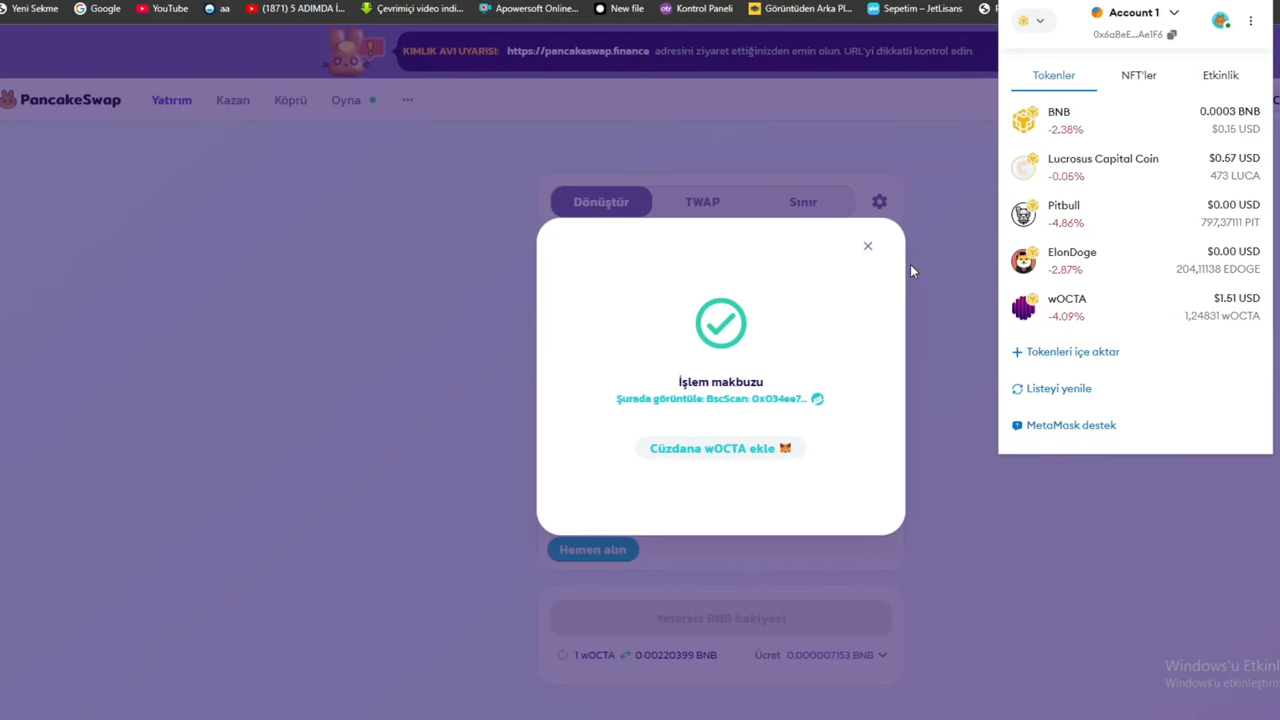 Yeni Sekme
Google
YouTube
aa
(1871) 5 ADIMDA İ
Çevrimiçi
Powersoft Online...
New file
Kontrol Paneli
Görüntüden Arka Pl...
Sepetim – JetLisans
KIMLIK AVI UYARISI: https://pancakeswap.finance adresini ziyaret ettiğinizden emin olun. URL'yi dikkatli kontrol edin.
PancakeSwap
Yatırım
Kazan
Köprü
Oyna
Dönüştür
TWAP
Sınır
İşlem makbuzu
Şurada görüntüle: BscScan: 0x034ee7...
Cüzdana wOCTA ekle
Hemen alın
Yetersiz BNB bakiyesi
1 wOCTA
0.00220399 BNB
Ücret 0.000007153 BNB
Account 1
0x6aBeE...Ae1F6
Tokenler
NFT'ler
Etkinlik
BNB
0.0003 BNB
-2.38%
$0.15 USD
Lucrosus Capital Coin
$0.57 USD
-0.05%
473 LUCA
Pitbull
$0.00 USD
-4.86%
797,37111 PIT
ElonDoge
$0.00 USD
-2.87%
204,11138 EDOGE
wOCTA
$1.51 USD
-4.09%
1,24831 wOCTA
Tokenleri içe aktar
Listeyi yenile
MetaMask destek
Windows'u Etkinl
Windows'u etkinleştirm